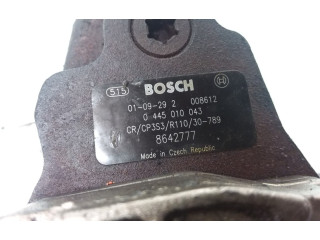 515 BOSCH
01-09-29 2 008612
0 445 010 043
CR/CP3S3/R110/30-789
8642777
Made in Czech Republic